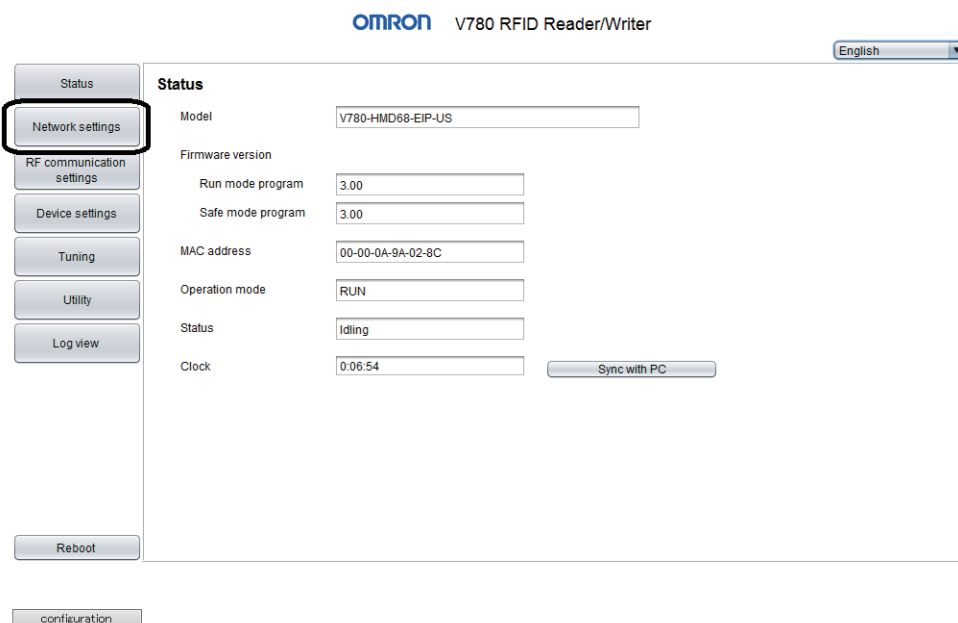 OMRON V780 RFID Reader/Writer
English
Status
Network settings
RF communication
settings
Device settings
Tuning
Utility
Log view
Reboot
configuration
Status
Model V780-HMD68-EIP-US
Firmware version
Run mode program 3.00
Safe mode program 3.00
MAC address 00-00-0A-9A-02-8C
Operation mode RUN
Status Idling
Clock 0:06:54 Sync with PC